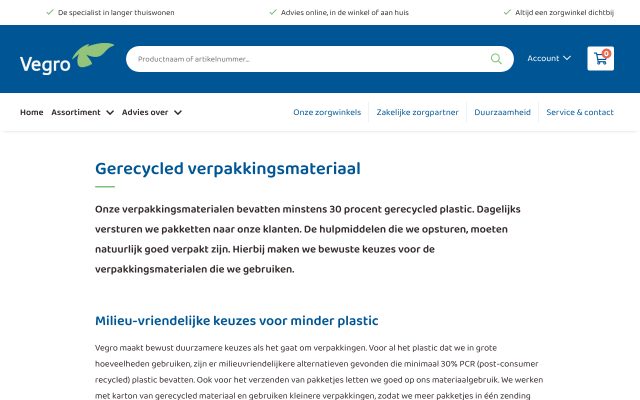 De specialist in langer thuiswonen
Advies online, in de winkel of aan huis
Altijd een zorgwinkel dichtbij
Vegro
Productnaam of artikelnummer...
Account
0
Home
Assortiment
Advies over
Onze zorgwinkels
Zakelijke zorgpartner
Duurzaamheid
Service & contact
Gerecycled verpakkingsmateriaal
Onze verpakkingsmaterialen bevatten minstens 30 procent gerecycled plastic. Dagelijks
versturen we pakketten naar onze klanten. De hulpmiddelen die we opsturen, moeten
natuurlijk goed verpakt zijn. Hierbij maken we bewuste keuzes voor de
verpakkingsmaterialen die we gebruiken.
Milieu-vriendelijke keuzes voor minder plastic
Vegro maakt bewust duurzamere keuzes als het gaat om verpakkingen. Voor al het plastic dat we in grote
hoeveelheden gebruiken, zijn er milieuvriendelijkere alternatieven gevonden die minimaal 30% PCR (post-consumer
recycled) plastic bevatten. Ook voor het verzenden van pakketjes letten we goed op ons materiaalgebruik. We werken
met karton van gerecycled materiaal en gebruiken kleinere verpakkingen, zodat we meer pakketjes in één zending